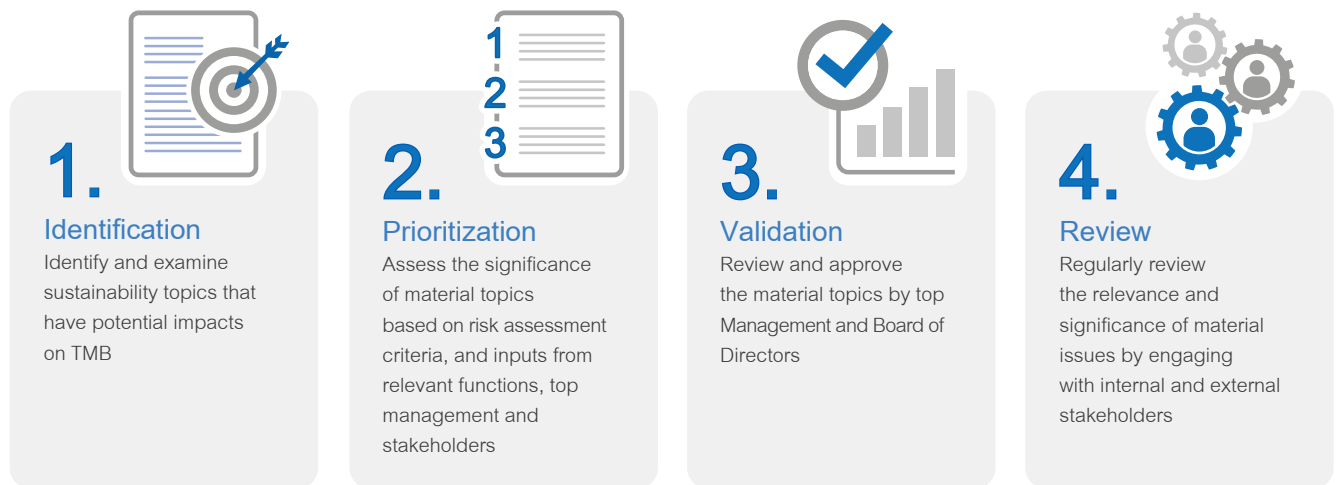 1.
Identification
Identify and examine
sustainability topics that
have potential impacts
on TMB
1
2
3
2.
Prioritization
Assess the significance
of material topics
based on risk assessment
criteria, and inputs from
relevant functions, top
management and
stakeholders
3.
Validation
Review and approve
the material topics by top
Management and Board of
Directors
4.
Review
Regularly review
the relevance and
significance of material
issues by engaging
with internal and external
stakeholders